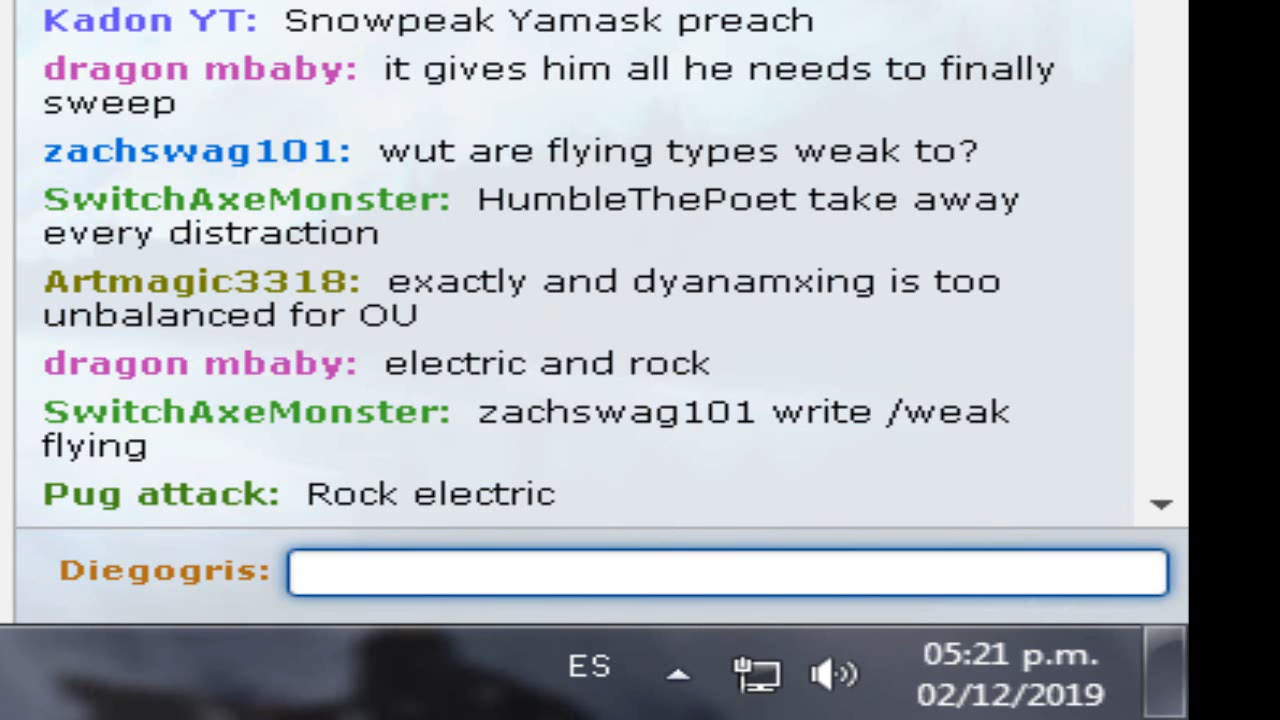 Kadon YT: Snowpeak Yamask preach
dragon mbaby: it gives him all he needs to finally
sweep
zachswag101: wut are flying types weak to?
SwitchAxeMonster: HumbleThePoet take away
every distraction
Artmagic3318: exactly and dyanamxing is too
unbalanced for OU
dragon mbaby: electric and rock
SwitchAxeMonster: zachswag101 write /weak
flying
Pug attack: Rock electric
Diegogris:
ES
05:21 p.m.
02/12/2019